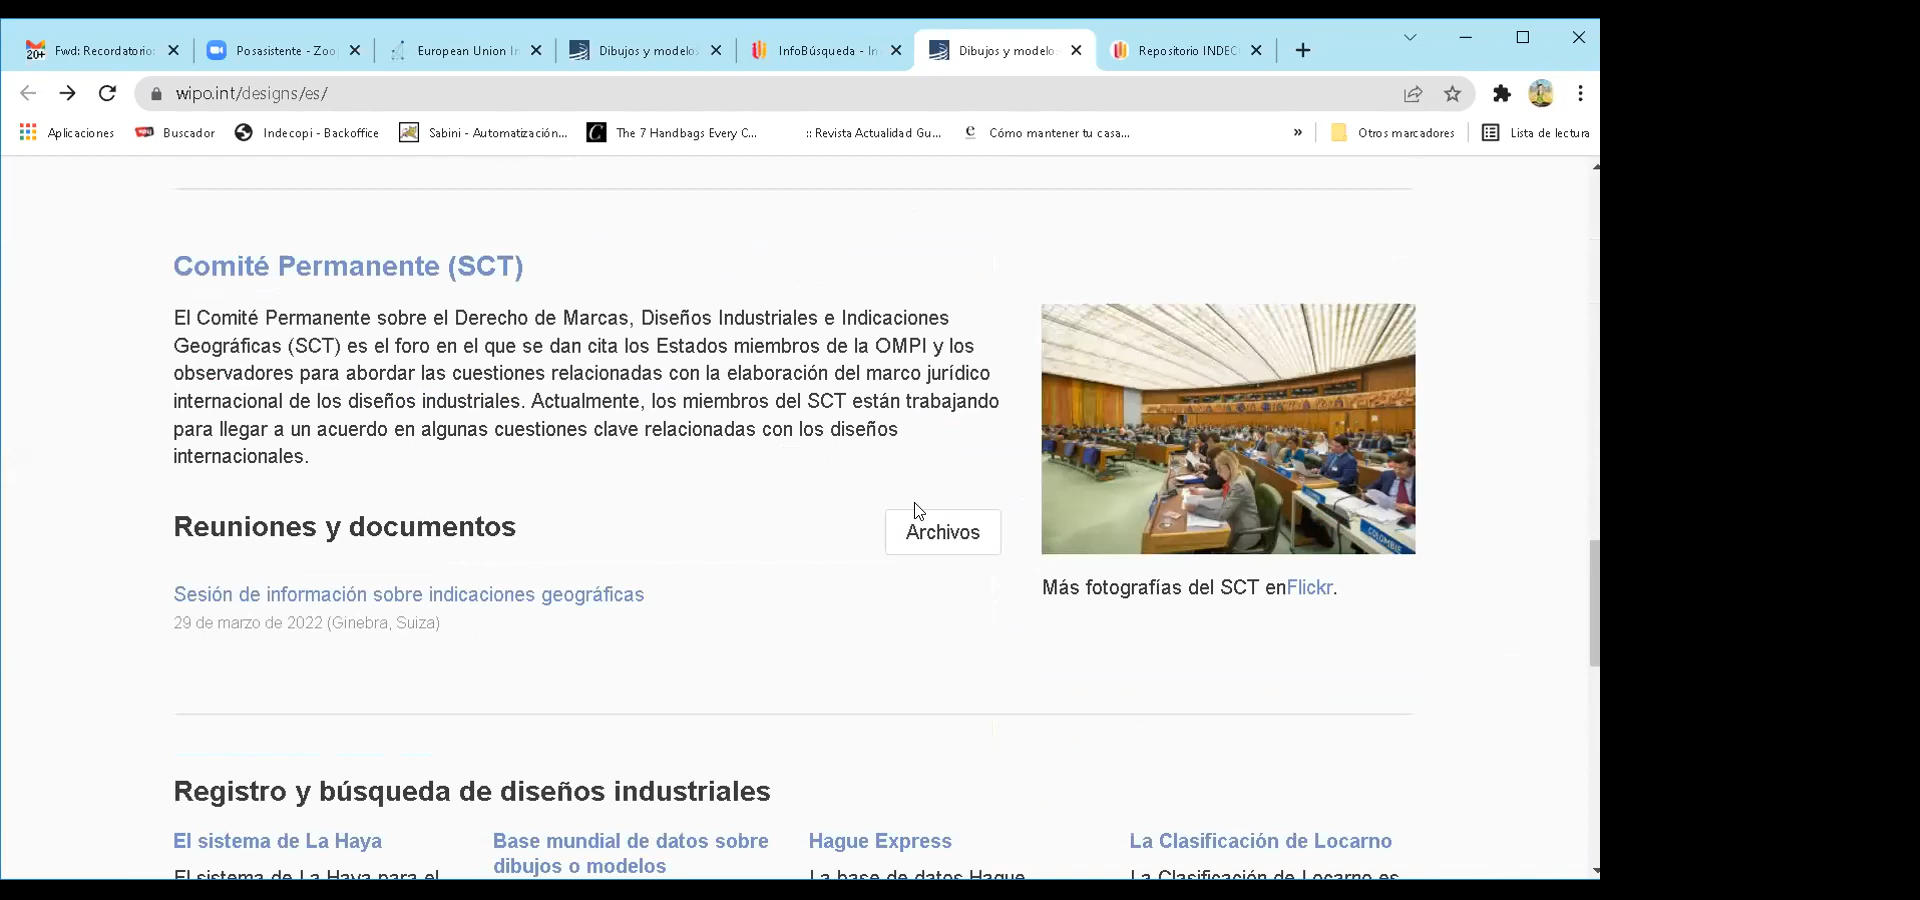 20+
Fwd: Recordatorio:
Posasistente - Zoo
European Union In
Dibujos y modelo
InfoBúsqueda - In
Dibujos y modelo
Repositorio INDEC
wipo.int/designs/es/
Aplicaciones
Buscador
Indecopi - Backoffice
Sabini - Automatización...
The 7 Handbags Every C...
:: Revista Actualidad Gu...
Cómo mantener tu casa...
»
Otros marcadores
Lista de lectura
Comité Permanente (SCT)
El Comité Permanente sobre el Derecho de Marcas, Diseños Industriales e Indicaciones
Geográficas (SCT) es el foro en el que se dan cita los Estados miembros de la OMPI y los
observadores para abordar las cuestiones relacionadas con la elaboración del marco jurídico
internacional de los diseños industriales. Actualmente, los miembros del SCT están trabajando
para llegar a un acuerdo en algunas cuestiones clave relacionadas con los diseños
internacionales.
COLOMBIE
Reuniones y documentos
Archivos
Más fotografías del SCT enFlickr.
Sesión de información sobre indicaciones geográficas
29 de marzo de 2022 (Ginebra, Suiza)
Registro y búsqueda de diseños industriales
El sistema de La Haya
Base mundial de datos sobre
dibujos o modelos
Hague Express
La Clasificación de Locarno
El sistema de La Haya para el
La base de datos Hague
La Clasificación de Locarno es